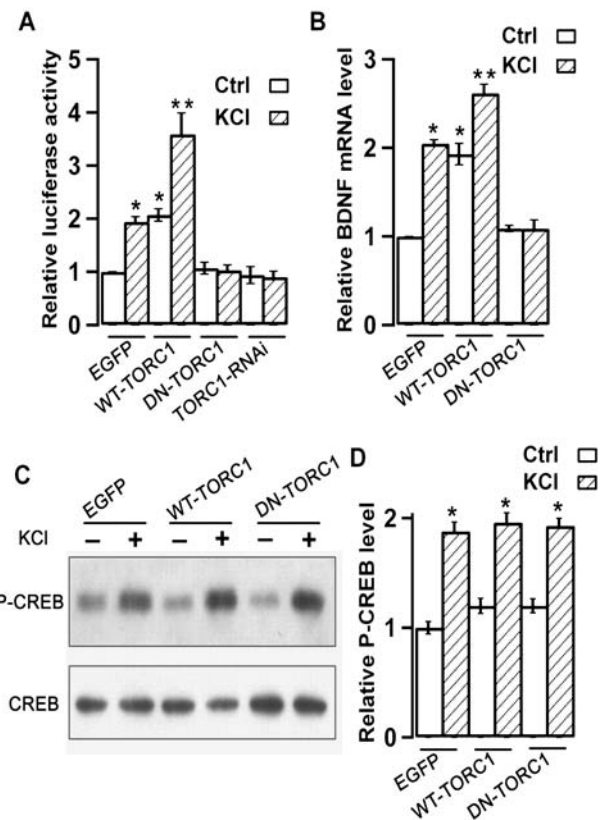 A
Relative luciferase activity
5
4
3
2
1
0
Ctrl
KCl
*
*
**
EGFP
WT-TORC1
DN-TORC1
TORC1-RNAi
B
Relative BDNF mRNA level
3
2
1
0
Ctrl
KCl
*
*
**
EGFP
WT-TORC1
DN-TORC1
C
EGFP
WT-TORC1
DN-TORC1
KCl
– + – + – +
P-CREB
CREB
D
Relative P-CREB level
2
1
0
Ctrl
KCl
*
*
*
EGFP
WT-TORC1
DN-TORC1